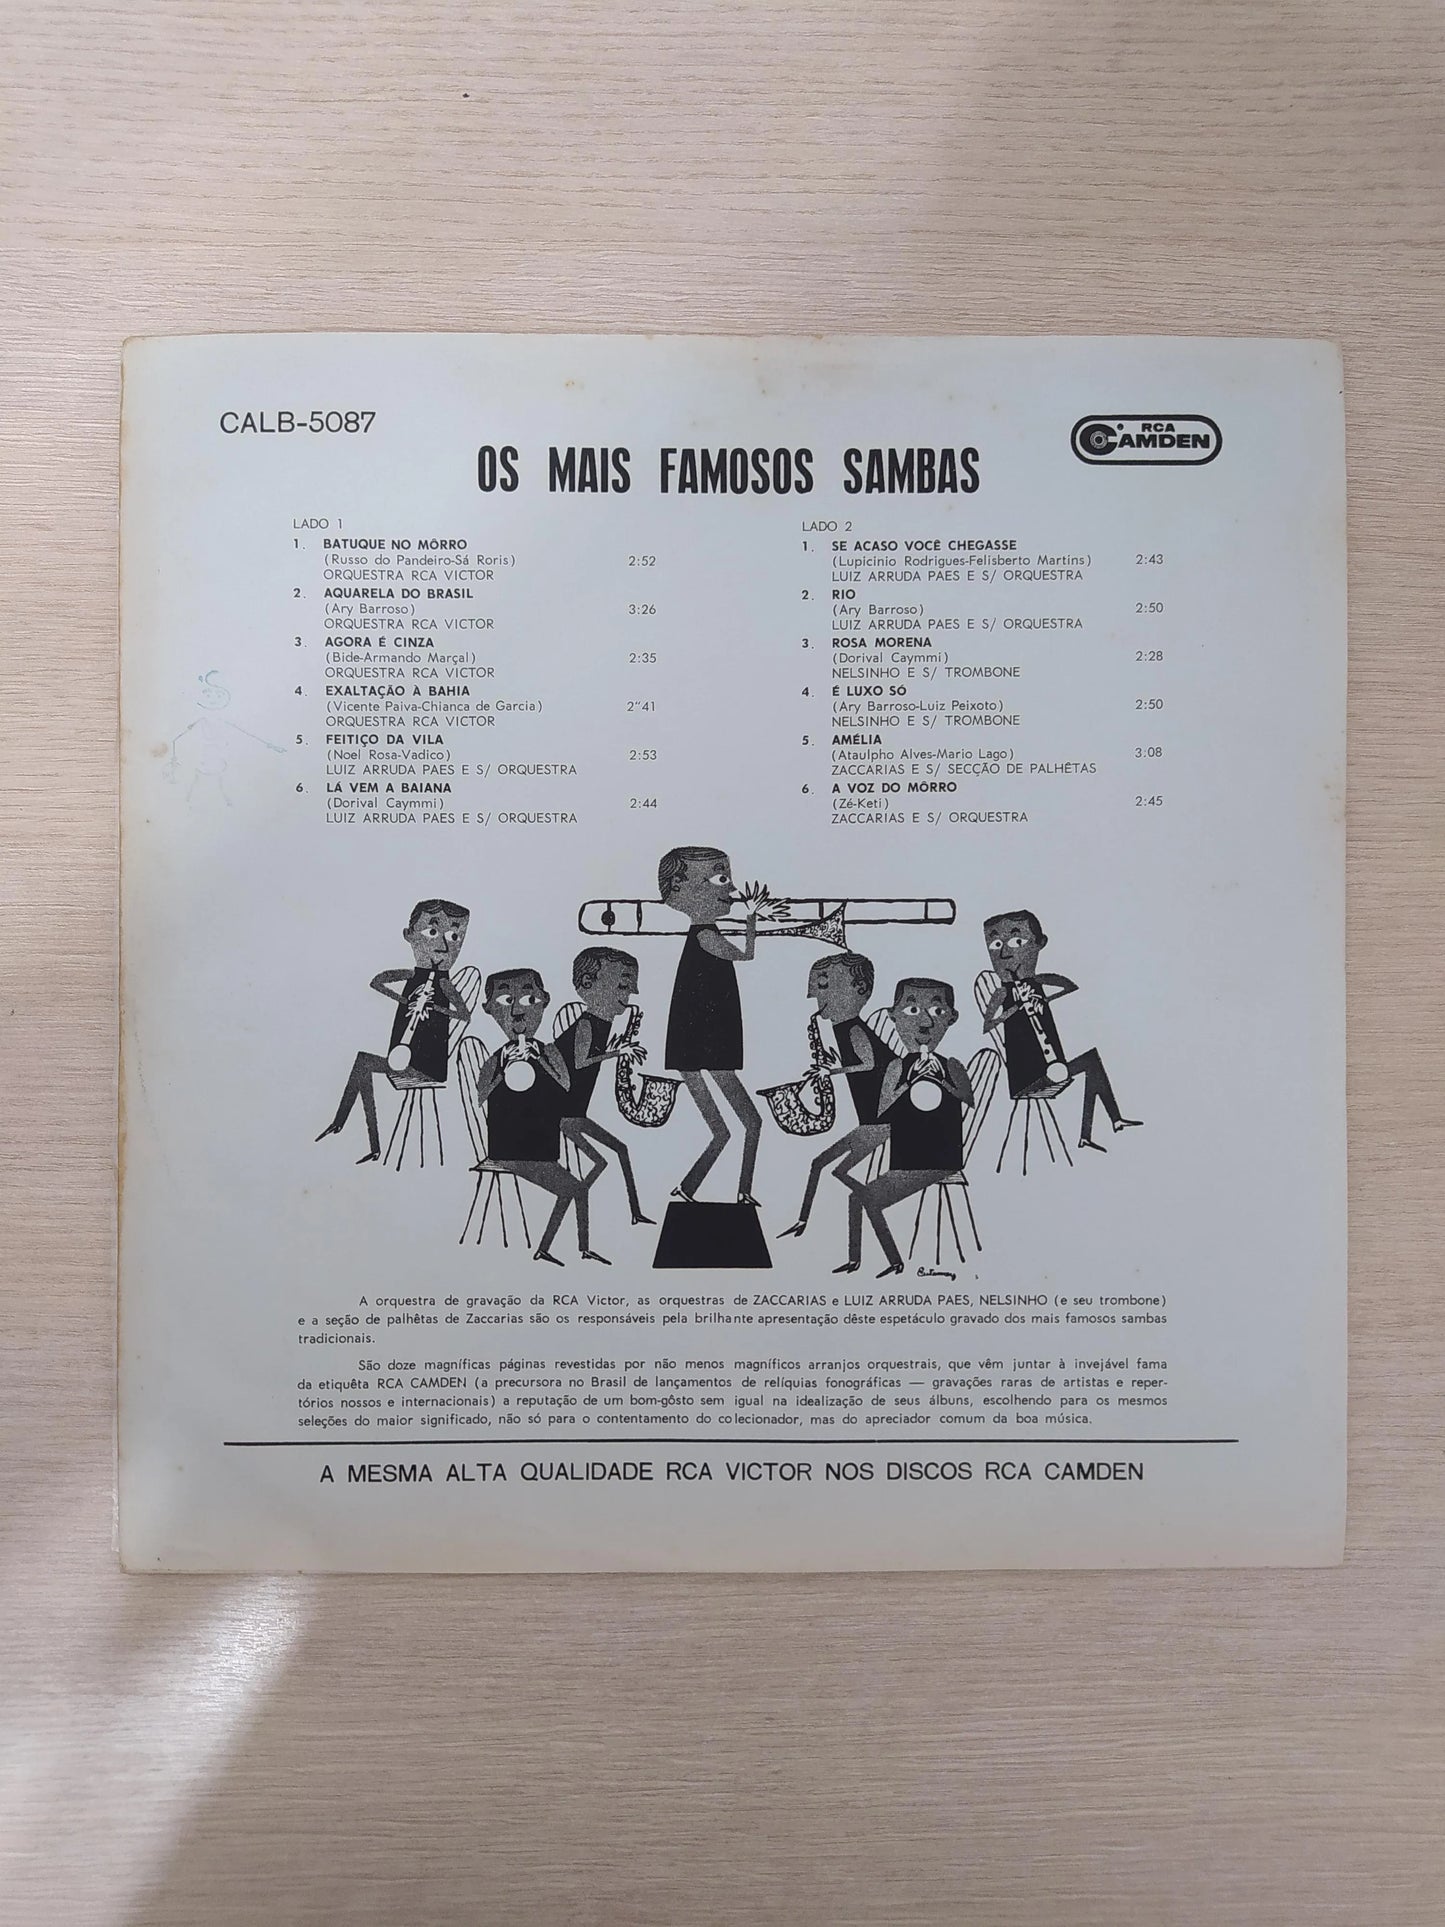 CALB-5087
RCA
CAMDEN
OS MAIS FAMOSOS SAMBAS
LADO 1
1. BATUQUE NO MÔRRO
(Russo do Pandeiro-Sá Roris) 2:52
ORQUESTRA RCA VICTOR
2. AQUARELA DO BRASIL
(Ary Barroso) 3:26
ORQUESTRA RCA VICTOR
3. AGORA É CINZA
(Bide-Armando Marçal) 2:35
ORQUESTRA RCA VICTOR
4. EXALTAÇÃO À BAHIA
(Vicente Paiva-Chianca de Garcia) 2"41
ORQUESTRA RCA VICTOR
5. FEITIÇO DA VILA
(Noel Rosa-Vadico) 2:53
LUIZ ARRUDA PAES E S/ ORQUESTRA
6. LÁ VEM A BAIANA
(Dorival Caymmi) 2:44
LUIZ ARRUDA PAES E S/ ORQUESTRA
LADO 2
1. SE ACASO VOCÊ CHEGASSE
(Lupicinio Rodrigues-Felisberto Martins) 2:43
LUIZ ARRUDA PAES E S/ ORQUESTRA
2. RIO
(Ary Barroso) 2:50
LUIZ ARRUDA PAES E S/ ORQUESTRA
3. ROSA MORENA
(Dorival Caymmi) 2:28
NELSINHO E S/ TROMBONE
4. É LUXO SÓ
(Ary Barroso-Luiz Peixoto) 2:50
NELSINHO E S/ TROMBONE
5. AMÉLIA
(Ataulpho Alves-Mario Lago) 3:08
ZACCARIAS E S/ SECÇÃO DE PALHÊTAS
6. A VOZ DO MÔRRO
(Zé-Keti) 2:45
ZACCARIAS E S/ ORQUESTRA
A orquestra de gravação da RCA Victor, as orquestras de ZACCARIAS e LUIZ ARRUDA PAES, NELSINHO (e seu trombone)
e a seção de palhêtas de Zaccarias são os responsáveis pela brilhante apresentação dêste espetáculo gravado dos mais famosos sambas
tradicionais.
São doze magníficas páginas revestidas por não menos magníficos arranjos orquestrais, que vêm juntar à invejável fama
da etiquêta RCA CAMDEN (a precursora no Brasil de lançamentos de relíquias fonográficas — gravações raras de artistas e reper-
tórios nossos e internacionais) a reputação de um bom-gôsto sem igual na idealização de seus álbuns, escolhendo para os mesmos
seleções do maior significado, não só para o contentamento do colecionador, mas do apreciador comum da boa música.
A MESMA ALTA QUALIDADE RCA VICTOR NOS DISCOS RCA CAMDEN